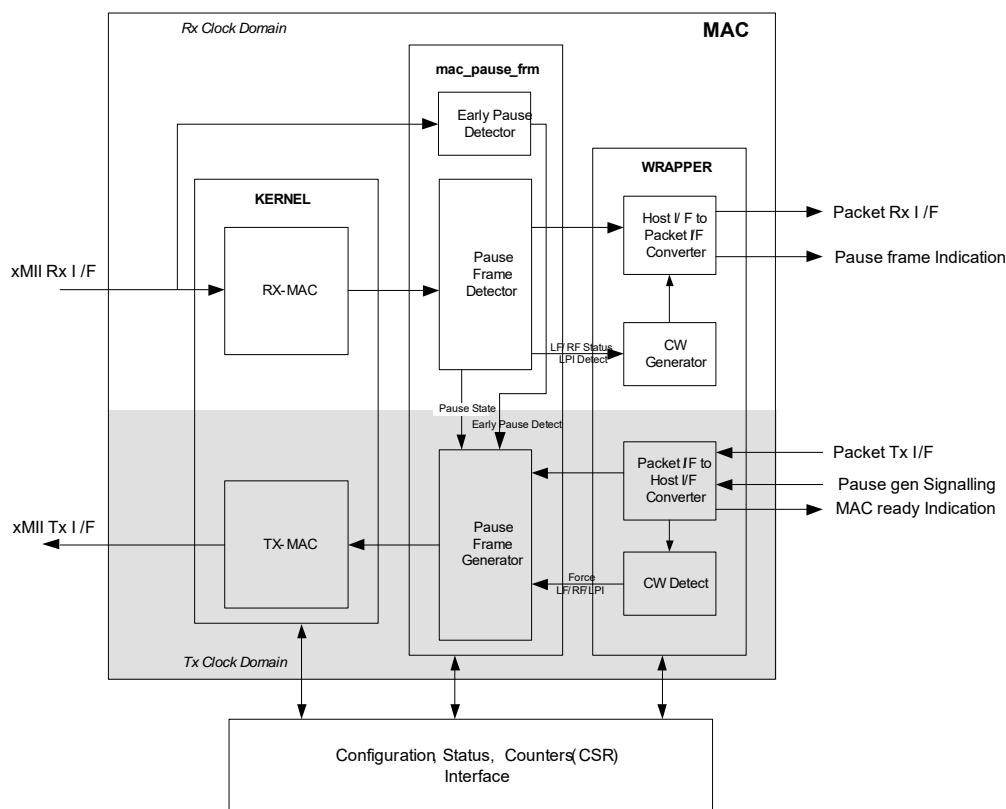 Rx Clock Domain
MAC
mac_pause_frm
Early Pause
Detector
WRAPPER
KERNEL
Host I/ F to
Packet I/F
Converter
Packet Rx I /F
Pause frame Indication
xMII Rx I /F
RX-MAC
Pause
Frame
Detector
LF/ RF Status
LPI Detect
CW
Generator
Pause State
Early Pause Detect
Packet I/F to
Host I/F
Converter
Packet Tx I/F
Pause gen Signalling
MAC ready Indication
xMII Tx I /F
TX-MAC
Pause
Frame
Generator
Force
LF/ RF/LPI
CW Detect
Tx Clock Domain
Configuration, Status, Counters(CSR)
Interface